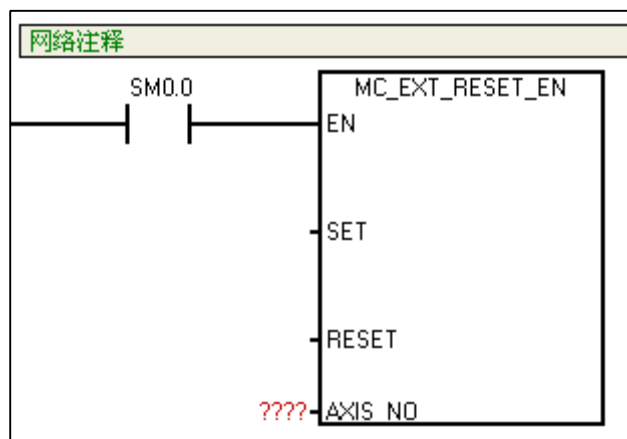 网络注释
SM0.0
MC_EXT_RESET_EN
EN
SET
RESET
???? AXIS_NO